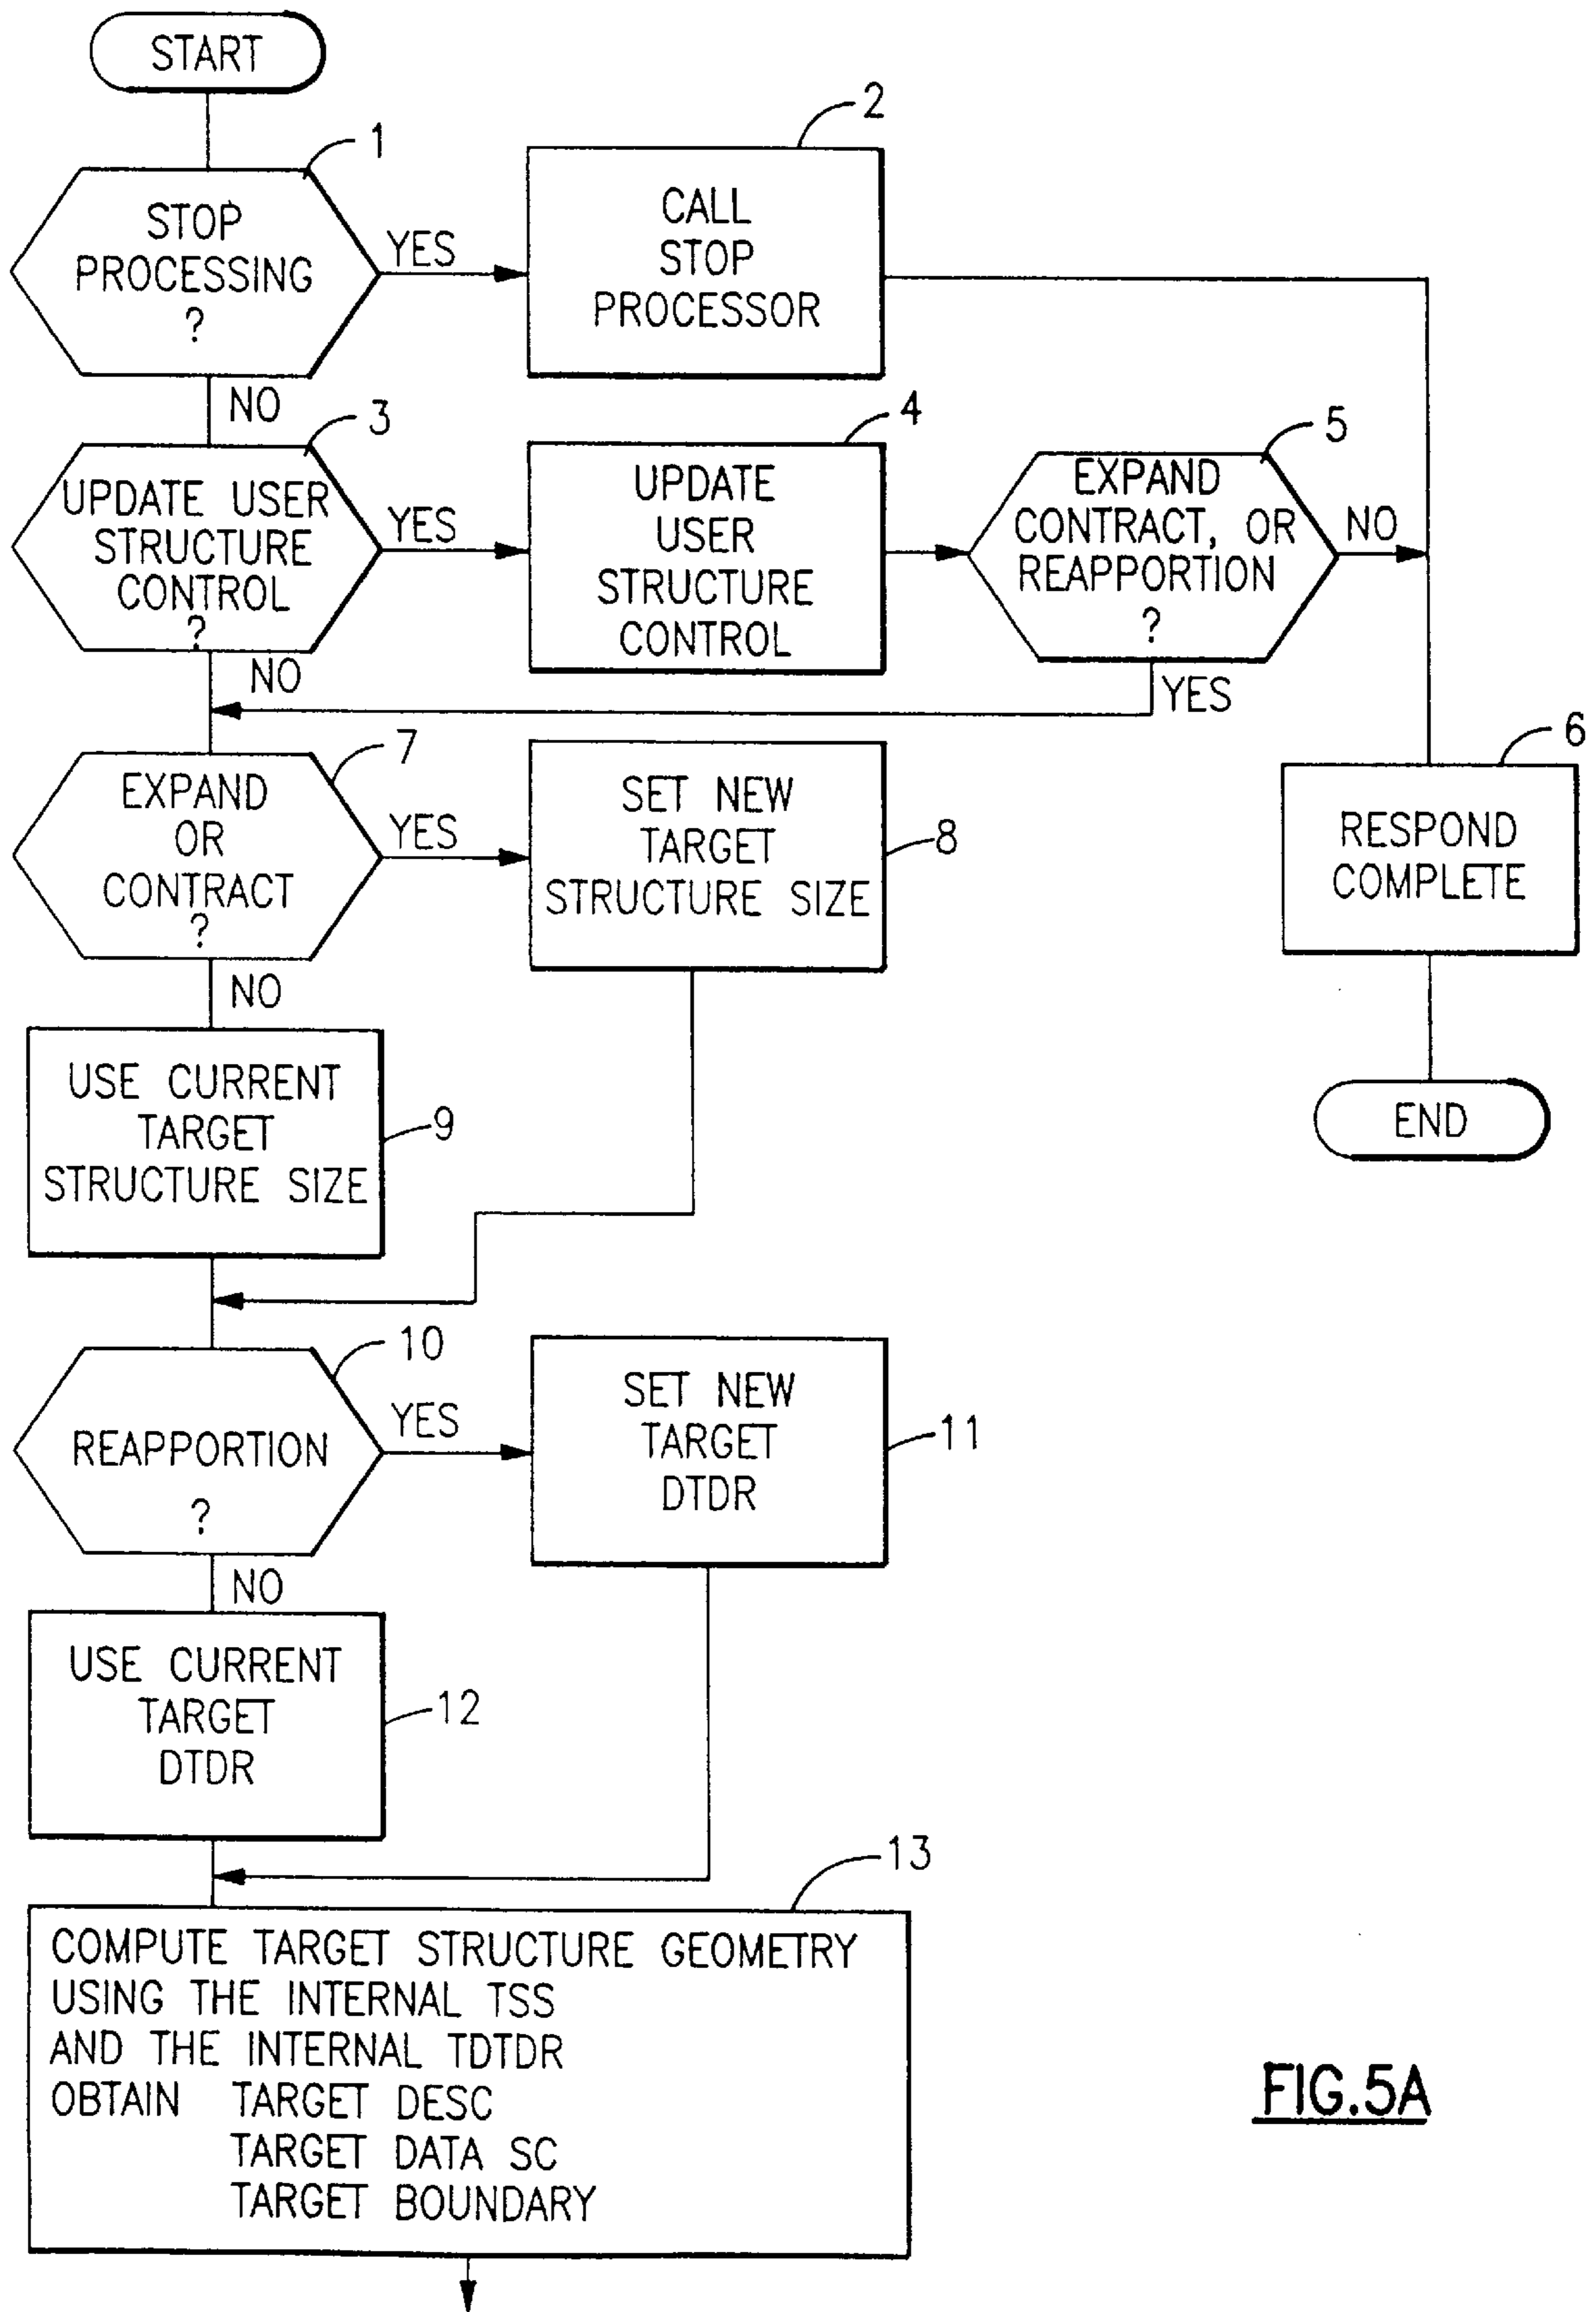 START
1
STOP
PROCESSING
?
YES
2
CALL
STOP
PROCESSOR
NO
3
UPDATE USER
STRUCTURE
CONTROL
?
YES
4
UPDATE
USER
STRUCTURE
CONTROL
5
EXPAND
CONTRACT, OR
REAPPORTION
?
NO
YES
NO
6
RESPOND
COMPLETE
END
7
EXPAND
OR
CONTRACT
?
YES
8
SET NEW
TARGET
STRUCTURE SIZE
NO
9
USE CURRENT
TARGET
STRUCTURE SIZE
10
REAPPORTION
?
YES
11
SET NEW
TARGET
DTDR
NO
12
USE CURRENT
TARGET
DTDR
13
COMPUTE TARGET STRUCTURE GEOMETRY
USING THE INTERNAL TSS
AND THE INTERNAL TDTDR
OBTAIN TARGET DESC
TARGET DATA SC
TARGET BOUNDARY
FIG.5A